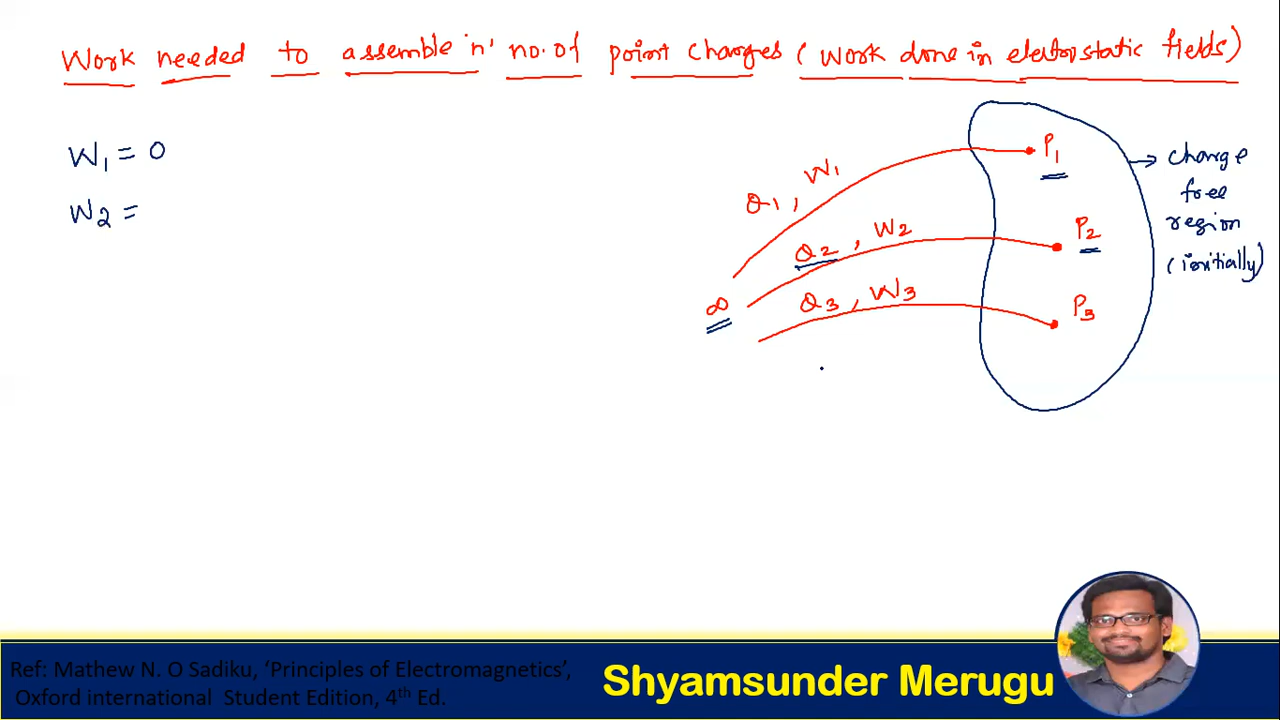 Work needed to assemble 'n' no. of point charges (work done in electrostatic fields)
W1 = 0
W2 =
Q1, W1
P1
Q2, W2
P2
∞
Q3, W3
P3
charge
free
region
(initially)
Ref: Mathew N. O Sadiku, ‘Principles of Electromagnetics’,
Oxford international Student Edition, 4th Ed.
Shyamsunder Merugu